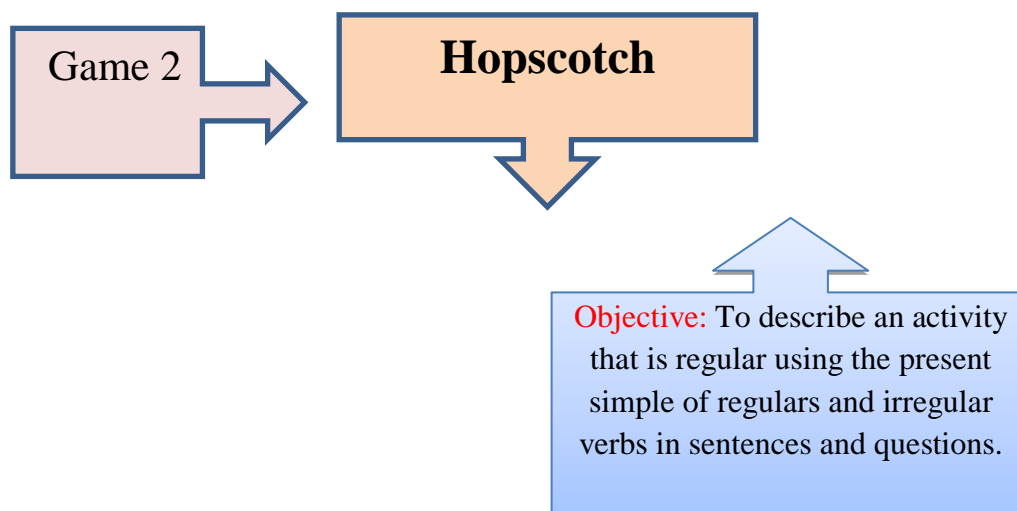 Game 2
Hopscotch
Objective: To describe an activity
that is regular using the present
simple of regulars and irregular
verbs in sentences and questions.